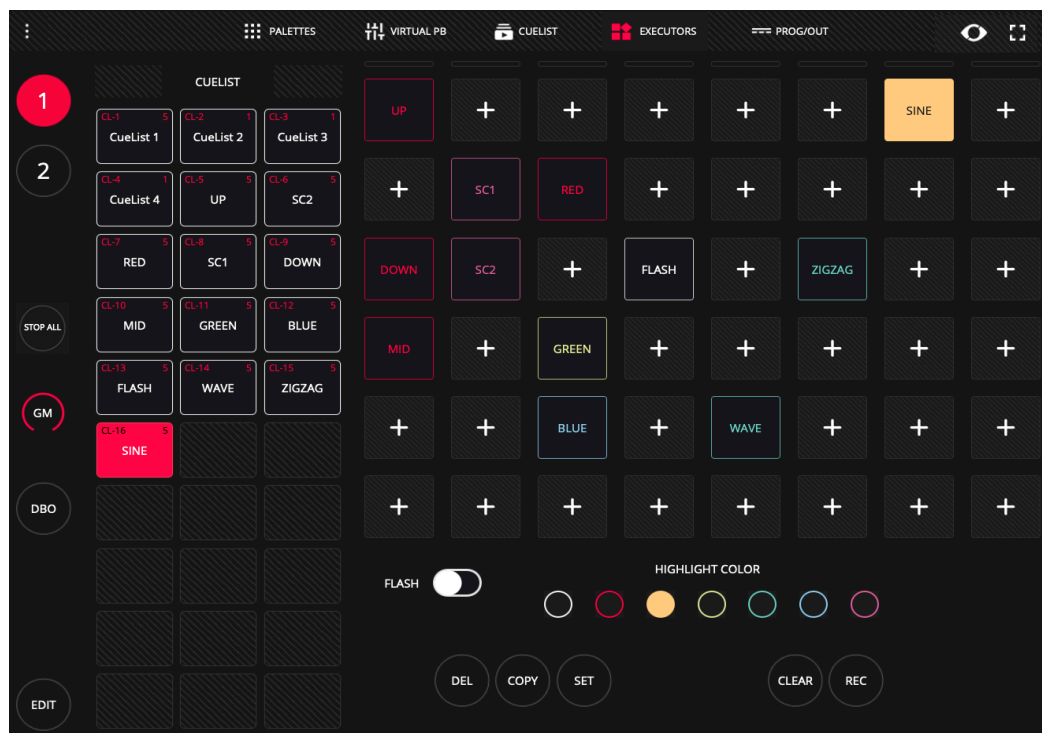 PALETTES VIRTUAL PB CUELIST EXECUTORS PROG/OUT
1
2
STOP ALL
GM
DBO
EDIT
CUELIST
CL-1 5 CL-2 1 CL-3 1
CueList 1 CueList 2 CueList 3
CL-4 1 CL-5 5 CL-6 5
CueList 4 UP SC2
CL-7 5 CL-8 5 CL-9 5
RED SC1 DOWN
CL-10 5 CL-11 5 CL-12 5
MID GREEN BLUE
CL-13 5 CL-14 5 CL-15 5
FLASH WAVE ZIGZAG
CL-16 5
SINE
UP + + + + + SINE +
+ SC1 RED + + + + +
DOWN SC2 + FLASH + ZIGZAG + +
MID + GREEN + + + + +
+ + BLUE + WAVE + + +
+ + + + + + + +
FLASH
HIGHLIGHT COLOR
DEL COPY SET CLEAR REC